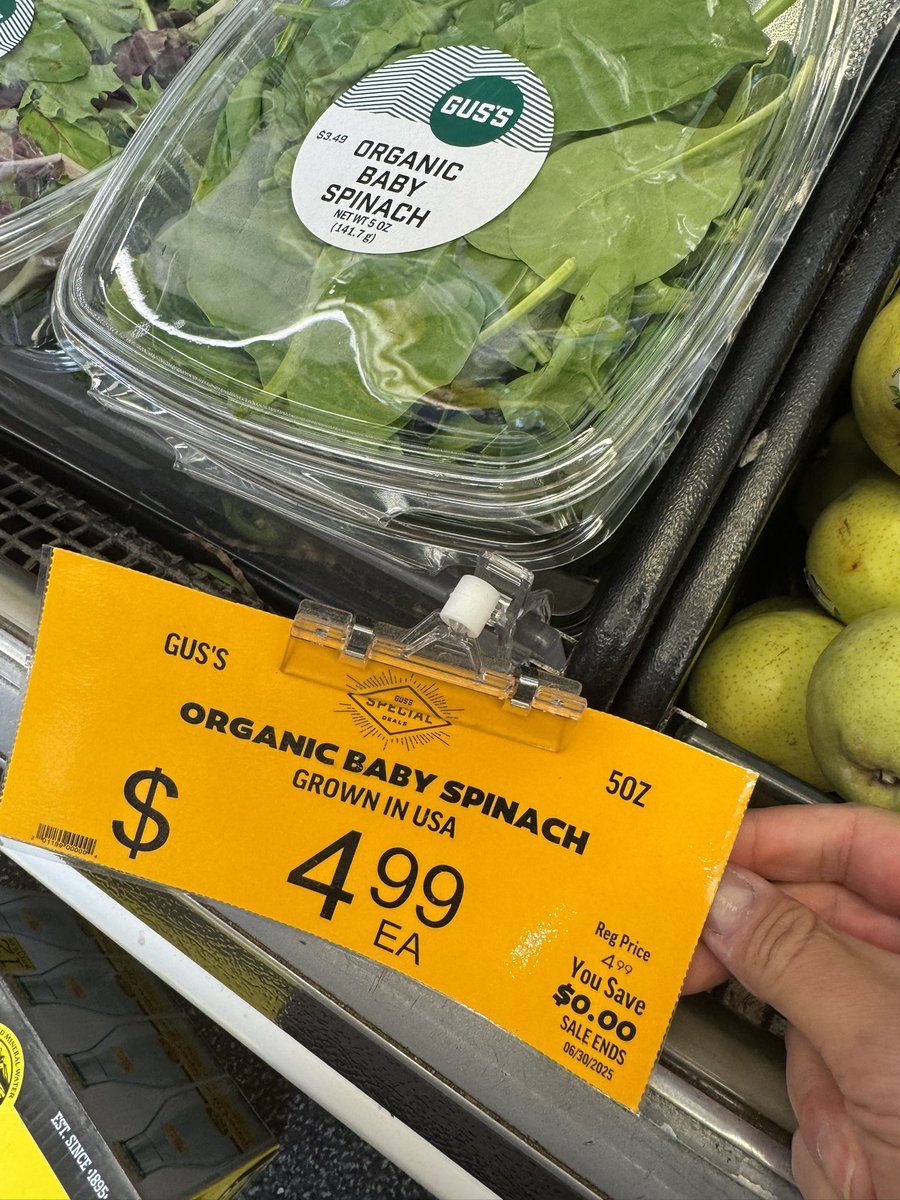 GUS'S
$3.49
ORGANIC
BABY
SPINACH
NET WT 5 OZ
(141.7 g)
GUS'S
GUS'S
SPECIAL
DEALS
ORGANIC BABY SPINACH
5OZ
GROWN IN USA
$4.99
EA
Reg Price
4.99
You Save
$0.00
SALE ENDS
06/30/2025
MINERAL WATER
EST. SINCE ‹1895›